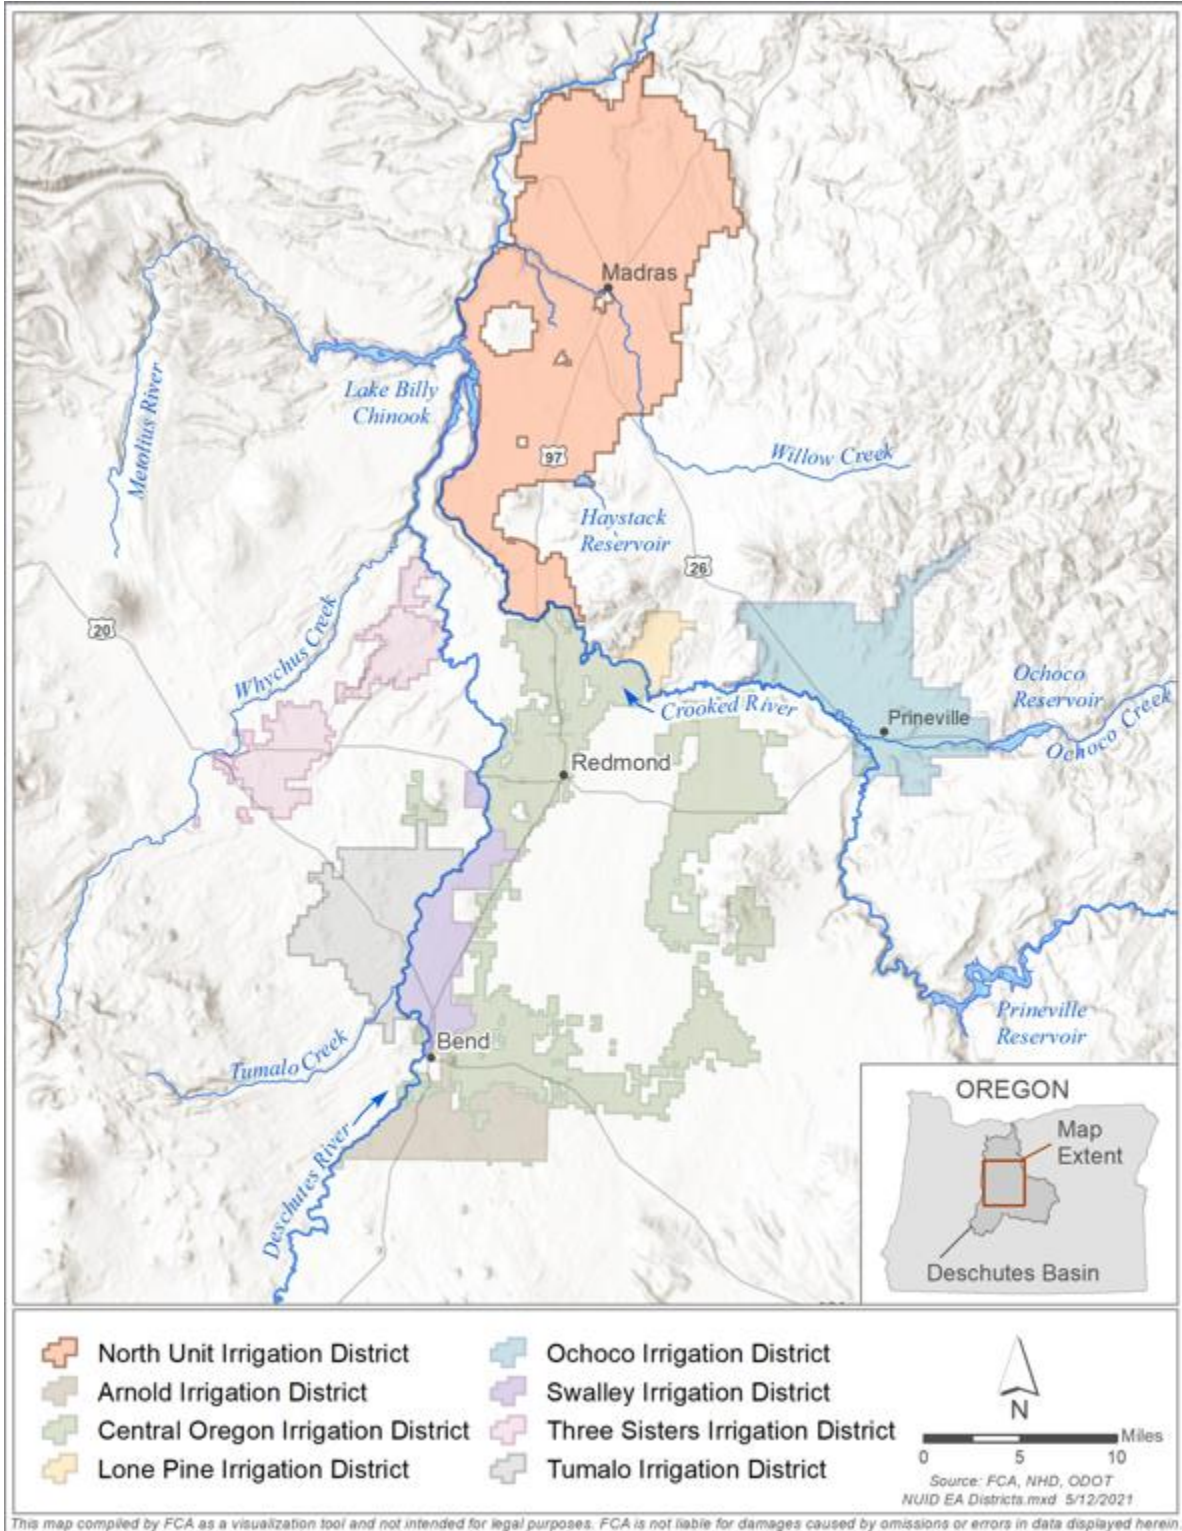 Madras
Lake Billy
Chinook
Metolius River
97
Willow Creek
Haystack
Reservoir
26
20
Whychus Creek
Ochoco
Reservoir
Crooked River
Prineville
Ochoco Creek
Redmond
Prineville
Reservoir
Bend
Tumalo Creek
Deschutes River
OREGON
Map
Extent
Deschutes Basin
North Unit Irrigation District
Arnold Irrigation District
Central Oregon Irrigation District
Lone Pine Irrigation District
Ochoco Irrigation District
Swalley Irrigation District
Three Sisters Irrigation District
Tumalo Irrigation District
N
Miles
0 5 10
Source: FCA, NHD, ODOT
NUID EA Districts.mxd 5/12/2021
This map compiled by FCA as a visualization tool and not intended for legal purposes. FCA is not liable for damages caused by omissions or errors in data displayed herein.